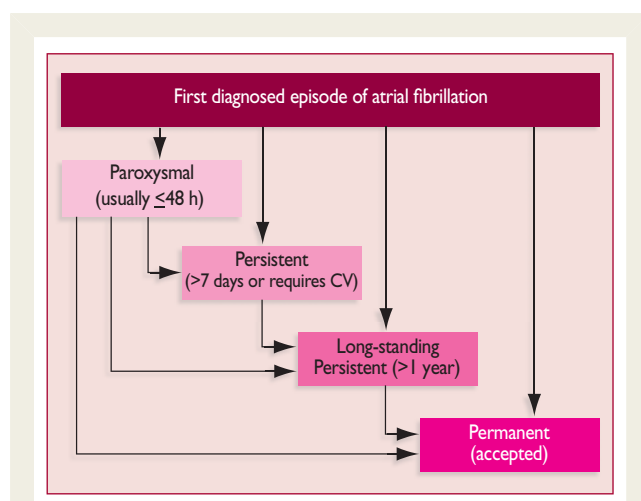 First diagnosed episode of atrial fibrillation
Paroxysmal
(usually ≤48 h)
Persistent
(>7 days or requires CV)
Long-standing
Persistent (>1 year)
Permanent
(accepted)